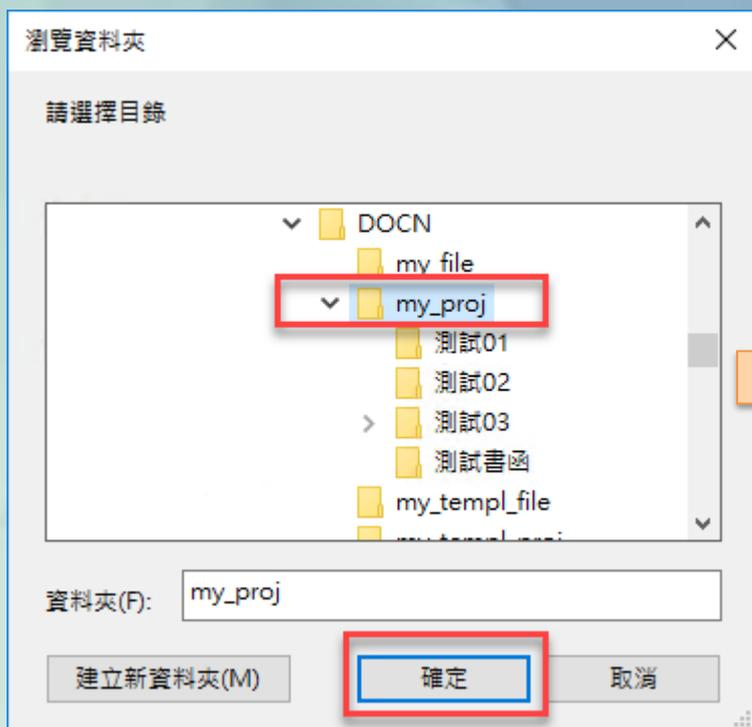 瀏覽資料夾
請選擇目錄
DOCN
my_file
my_proj
測試01
測試02
測試03
測試書函
my_templ_file
my_templ_proj
資料夾(F): my_proj
建立新資料夾(M) 確定 取消